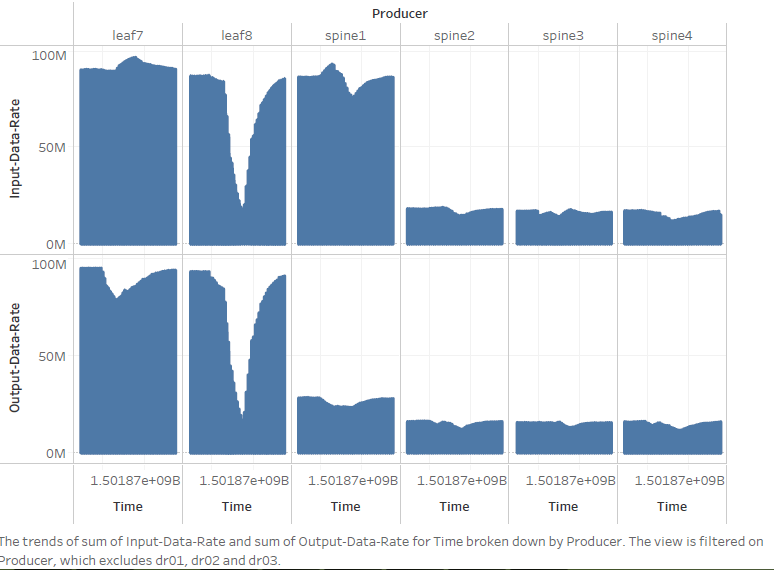 Producer
leaf7 leaf8 spine1 spine2 spine3 spine4
100M
Input-Data-Rate
50M
0M
100M
Output-Data-Rate
50M
0M
1.50187e+09B 1.50187e+09B 1.50187e+09B 1.50187e+09B 1.50187e+09B 1.50187e+09B
Time Time Time Time Time Time
The trends of sum of Input-Data-Rate and sum of Output-Data-Rate for Time broken down by Producer. The view is filtered on
Producer, which excludes dr01, dr02 and dr03.